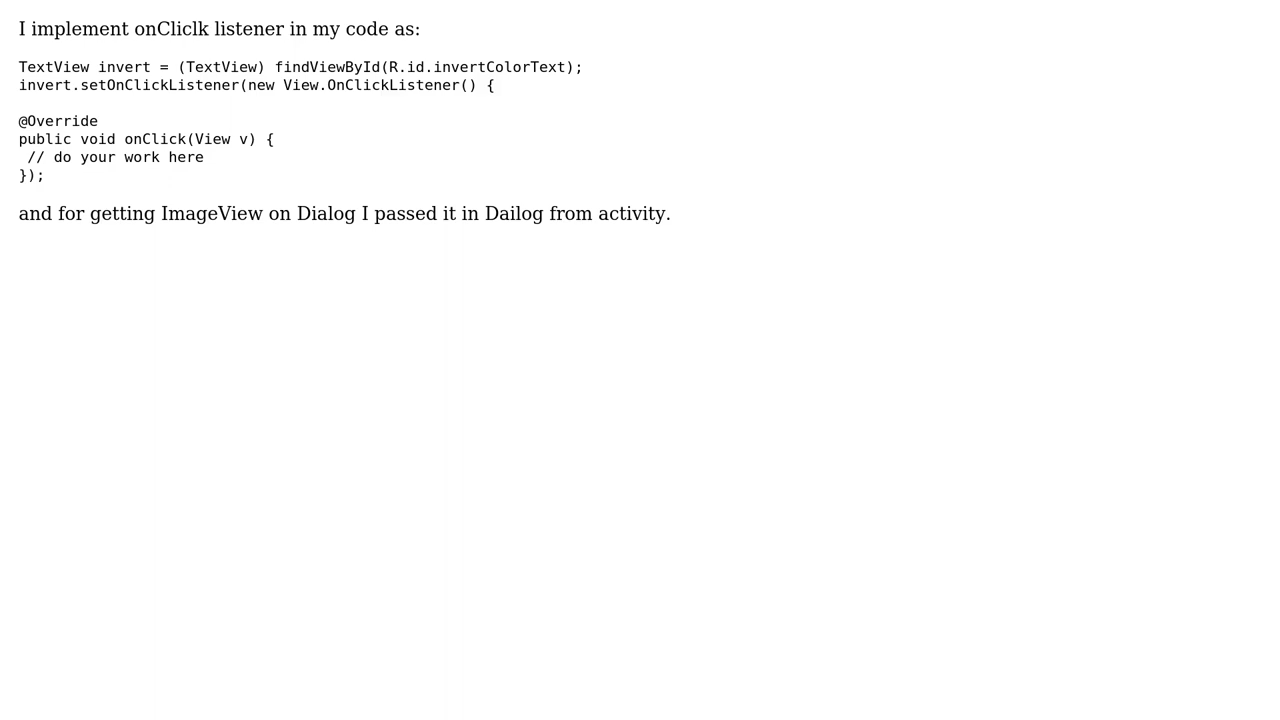 I implement onCliclk listener in my code as:
TextView invert = (TextView) findViewById(R.id.invertColorText);
invert.setOnClickListener(new View.OnClickListener() {
@Override
public void onClick(View v) {
// do your work here
});
and for getting ImageView on Dialog I passed it in Dailog from activity.